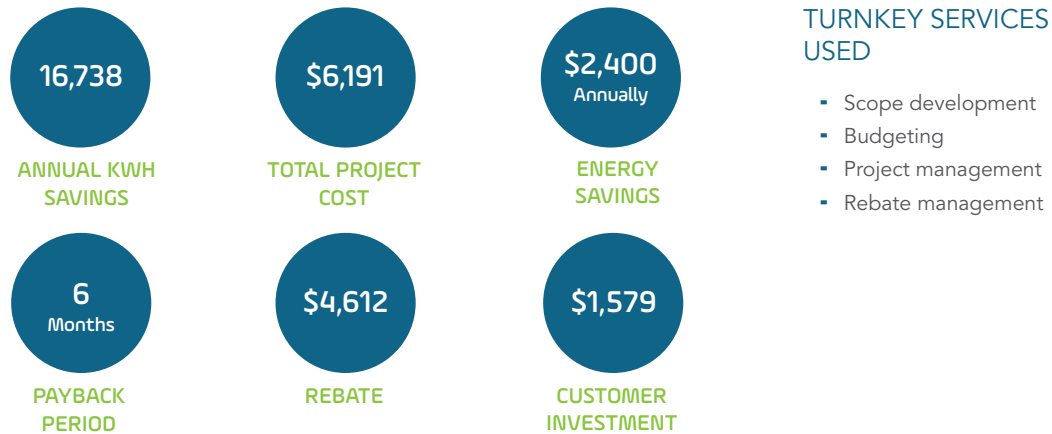 16,738
ANNUAL KWH
SAVINGS
$6,191
TOTAL PROJECT
COST
$2,400
Annually
ENERGY
SAVINGS
6
Months
PAYBACK
PERIOD
$4,612
REBATE
$1,579
CUSTOMER
INVESTMENT
TURNKEY SERVICES
USED
- Scope development
- Budgeting
- Project management
- Rebate management